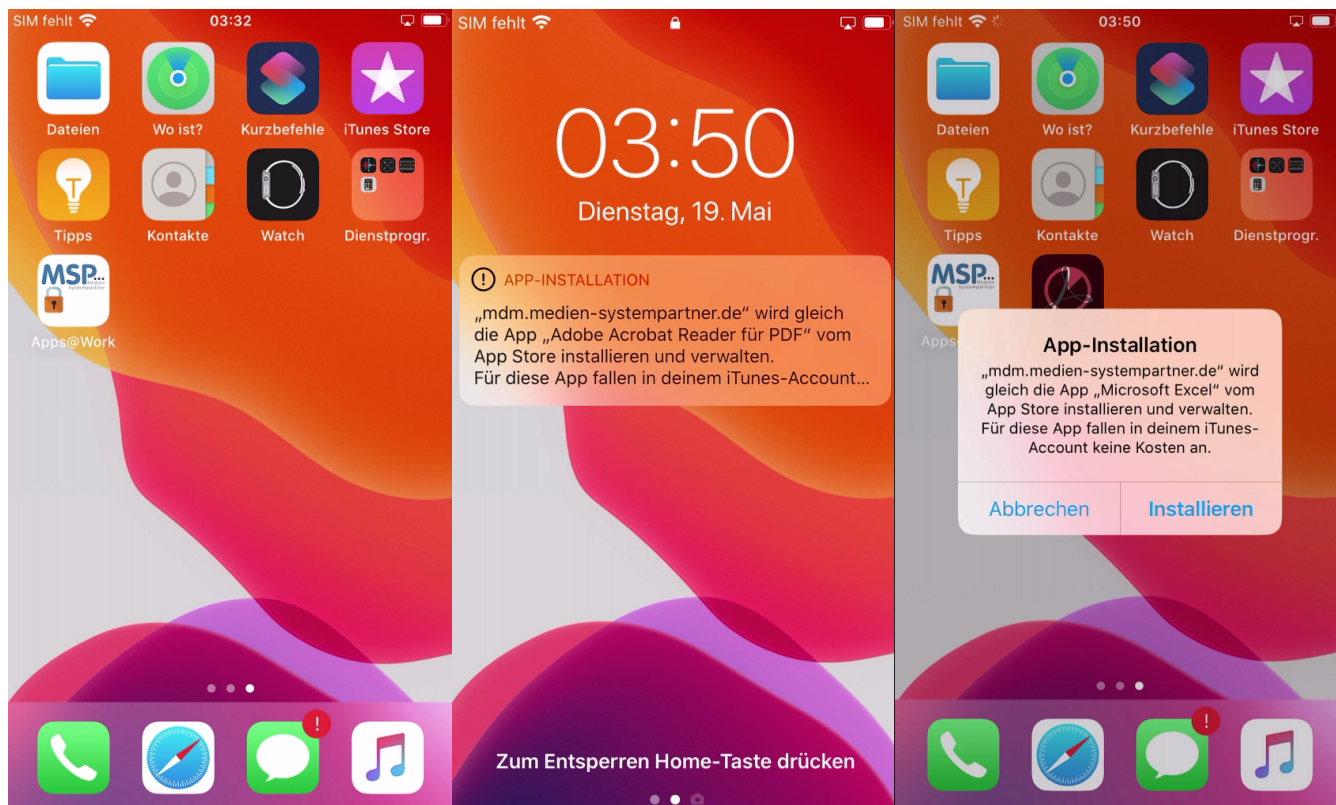 SIM fehlt 03:32
Dateien Wo ist? Kurzbefehle iTunes Store
T
Tipps Kontakte Watch Dienstprogr.
MSP...
Medien
Systempartner
Apps@Work
!
SIM fehlt
03:50
Dienstag, 19. Mai
! APP-INSTALLATION
„mdm.medien-systempartner.de“ wird gleich
die App „Adobe Acrobat Reader für PDF“ vom
App Store installieren und verwalten.
Für diese App fallen in deinem iTunes-Account…
Zum Entsperren Home-Taste drücken
SIM fehlt 03:50
Dateien Wo ist? Kurzbefehle iTunes Store
T
Tipps Kontakte Watch Dienstprogr.
MSP...
Medien
Systempartner
Apps
App-Installation
„mdm.medien-systempartner.de“ wird
gleich die App „Microsoft Excel“ vom
App Store installieren und verwalten.
Für diese App fallen in deinem iTunes-
Account keine Kosten an.
Abbrechen Installieren
!